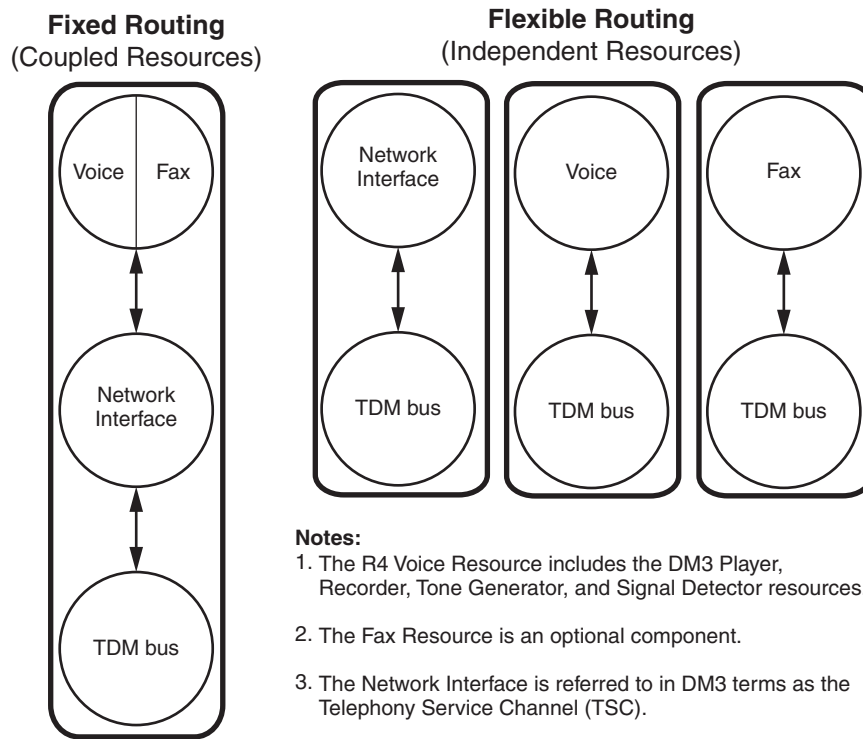 Fixed Routing
(Coupled Resources)
Voice
Fax
Network
Interface
TDM bus
Flexible Routing
(Independent Resources)
Network
Interface
Voice
Fax
TDM bus
TDM bus
TDM bus
Notes:
1. The R4 Voice Resource includes the DM3 Player,
Recorder, Tone Generator, and Signal Detector resources
2. The Fax Resource is an optional component.
3. The Network Interface is referred to in DM3 terms as the
Telephony Service Channel (TSC).